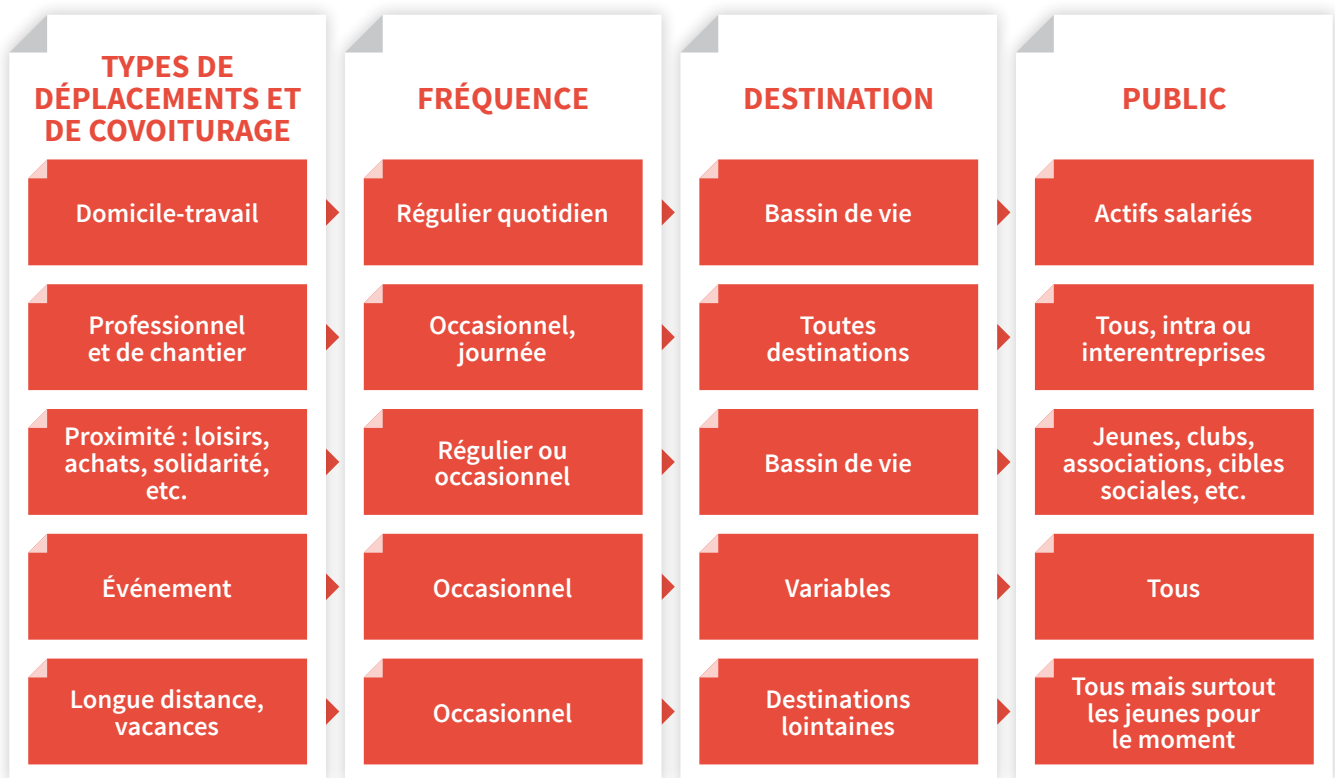 TYPES DE
DÉPLACEMENTS ET
DE COVOITURAGE
FRÉQUENCE
DESTINATION
PUBLIC
Domicile-travail
Régulier quotidien
Bassin de vie
Actifs salariés
Professionnel
et de chantier
Occasionnel,
journée
Toutes
destinations
Tous, intra ou
interentreprises
Proximité : loisirs,
achats, solidarité,
etc.
Régulier ou
occasionnel
Bassin de vie
Jeunes, clubs,
associations, cibles
sociales, etc.
Événement
Occasionnel
Variables
Tous
Longue distance,
vacances
Occasionnel
Destinations
lointaines
Tous mais surtout
les jeunes pour
le moment